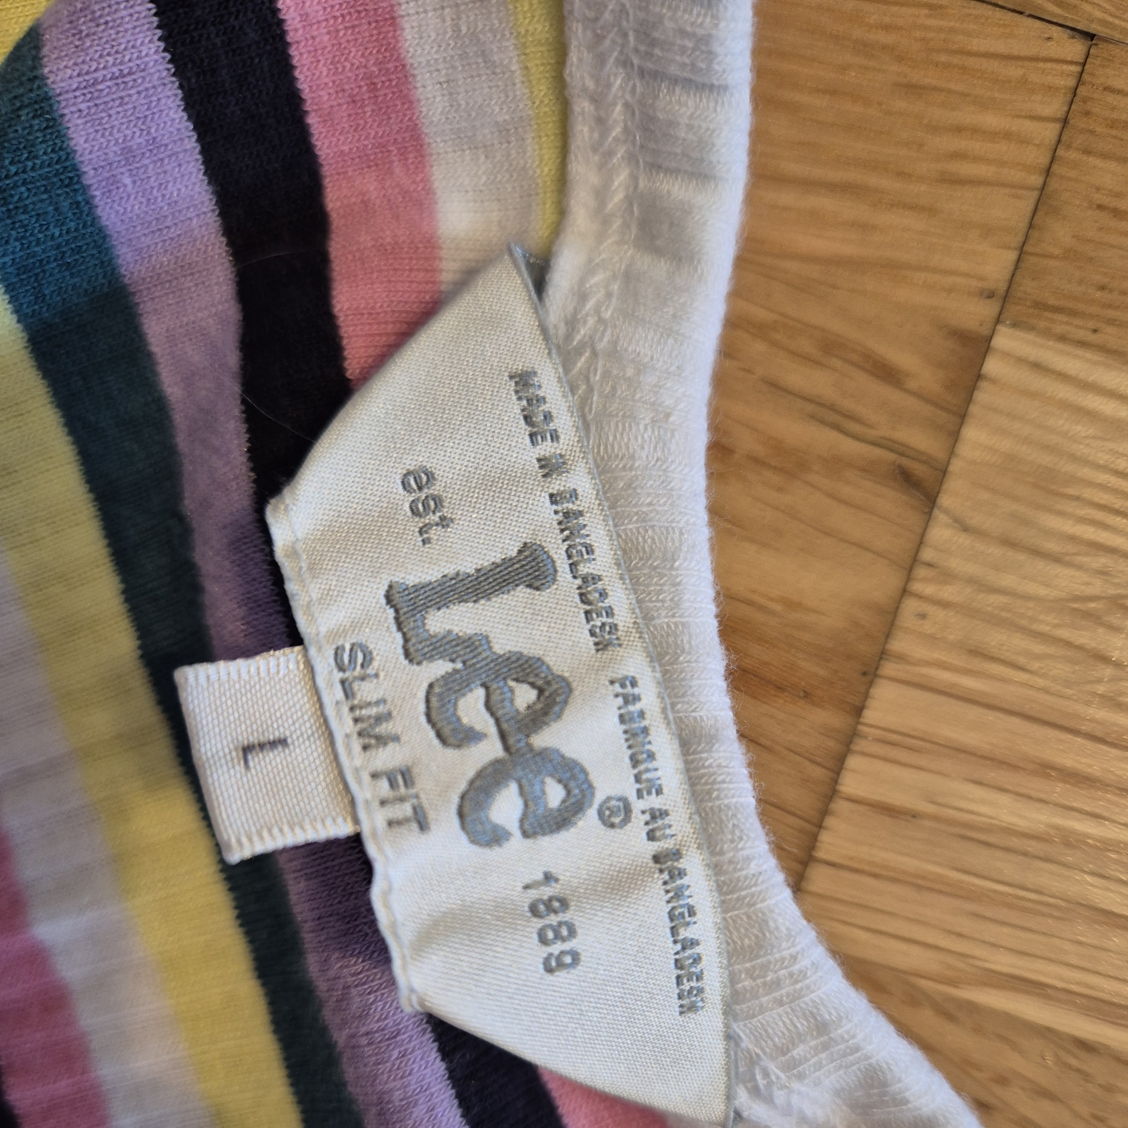 MADE IN BANGLADESH FABRIQUE AU BANGLADESH
est. Lee® 1889
SLIM FIT
L